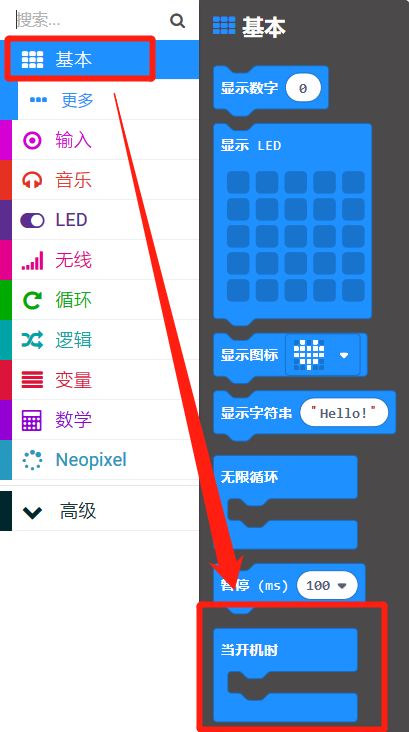 搜索...
基本
更多
输入
音乐
LED
无线
循环
逻辑
变量
数学
Neopixel
高级
基本
显示数字 0
显示 LED
显示图标
显示字符串 "Hello!"
无限循环
暂停 (ms) 100
当开机时